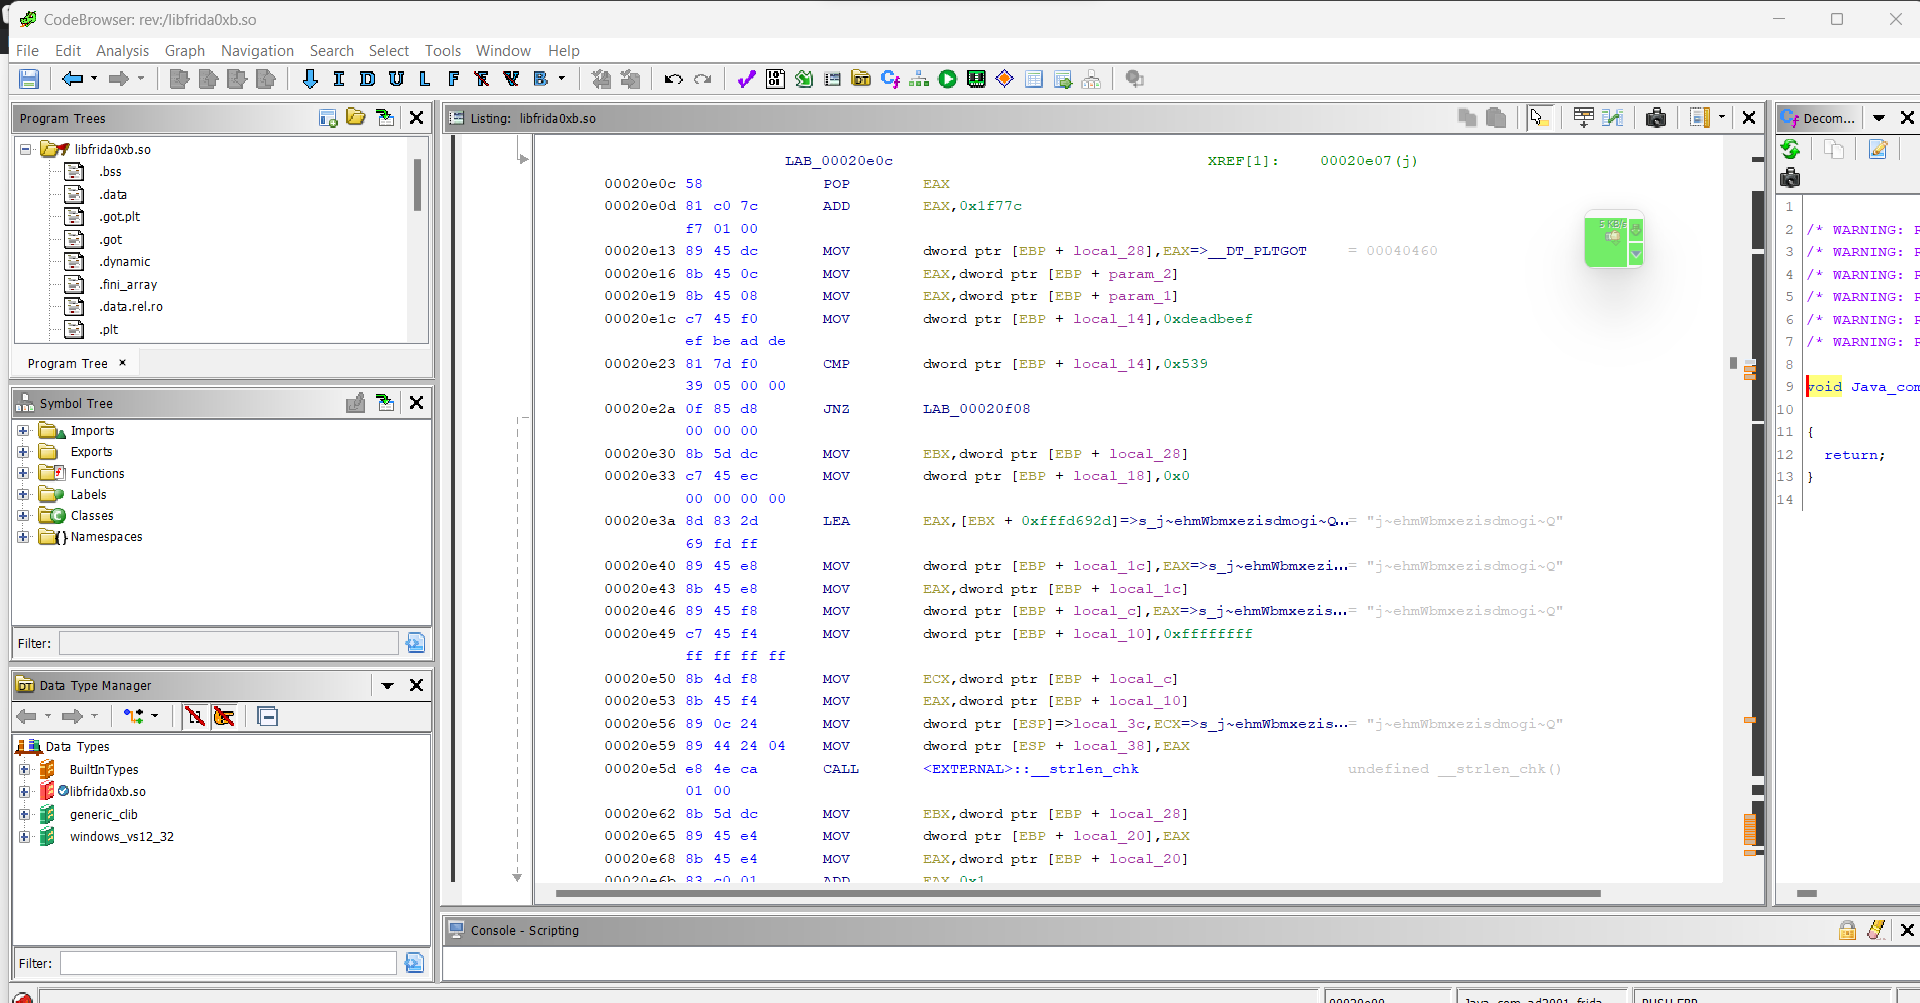 CodeBrowser: rev:/libfrida0xb.so
File Edit Analysis Graph Navigation Search Select Tools Window Help
I D U L F V B
Program Trees
libfrida0xb.so
.bss
.data
.got.plt
.got
.dynamic
.fini_array
.data.rel.ro
.plt
Program Tree ×
Symbol Tree
Imports
Exports
Functions
Labels
Classes
Namespaces
Filter:
Data Type Manager
Data Types
BuiltInTypes
libfrida0xb.so
generic_clib
windows_vs12_32
Filter:
Listing: libfrida0xb.so
LAB_00020e0c XREF[1]: 00020e07(j)
00020e0c 58 POP EAX
00020e0d 81 c0 7c ADD EAX,0x1f77c
f7 01 00
00020e13 89 45 dc MOV dword ptr [EBP + local_28],EAX=>__DT_PLTGOT = 00040460
00020e16 8b 45 0c MOV EAX,dword ptr [EBP + param_2]
00020e19 8b 45 08 MOV EAX,dword ptr [EBP + param_1]
00020e1c c7 45 f0 MOV dword ptr [EBP + local_14],0xdeadbeef
ef be ad de
00020e23 81 7d f0 CMP dword ptr [EBP + local_14],0x539
39 05 00 00
00020e2a 0f 85 d8 JNZ LAB_00020f08
00 00 00
00020e30 8b 5d dc MOV EBX,dword ptr [EBP + local_28]
00020e33 c7 45 ec MOV dword ptr [EBP + local_18],0x0
00 00 00 00
00020e3a 8d 83 2d LEA EAX,[EBX + 0xfffd692d]=>s_j~ehmWbmxezisdmogi~Q... = "j~ehmWbmxezisdmogi~Q"
69 fd ff
00020e40 89 45 e8 MOV dword ptr [EBP + local_1c],EAX=>s_j~ehmWbmxezi... = "j~ehmWbmxezisdmogi~Q"
00020e43 8b 45 e8 MOV EAX,dword ptr [EBP + local_1c]
00020e46 89 45 f8 MOV dword ptr [EBP + local_c],EAX=>s_j~ehmWbmxezis... = "j~ehmWbmxezisdmogi~Q"
00020e49 c7 45 f4 MOV dword ptr [EBP + local_10],0xffffffff
ff ff ff ff
00020e50 8b 4d f8 MOV ECX,dword ptr [EBP + local_c]
00020e53 8b 45 f4 MOV EAX,dword ptr [EBP + local_10]
00020e56 89 0c 24 MOV dword ptr [ESP]=>local_3c,ECX=>s_j~ehmWbmxezis... = "j~ehmWbmxezisdmogi~Q"
00020e59 89 44 24 04 MOV dword ptr [ESP + local_38],EAX
00020e5d e8 4e ca CALL <EXTERNAL>::__strlen_chk undefined __strlen_chk()
01 00
00020e62 8b 5d dc MOV EBX,dword ptr [EBP + local_28]
00020e65 89 45 e4 MOV dword ptr [EBP + local_20],EAX
00020e68 8b 45 e4 MOV EAX,dword ptr [EBP + local_20]
00020e6b 83 c0 01 ADD EAX,0x1
5 KB/s
Decom...
1
2 /* WARNING: R
3 /* WARNING: R
4 /* WARNING: R
5 /* WARNING: R
6 /* WARNING: R
7 /* WARNING: R
8
9 void Java_com
10
11 {
12 return;
13 }
14
Console - Scripting
00020e00 Java_com_ad2001_frida... PUSH EBP